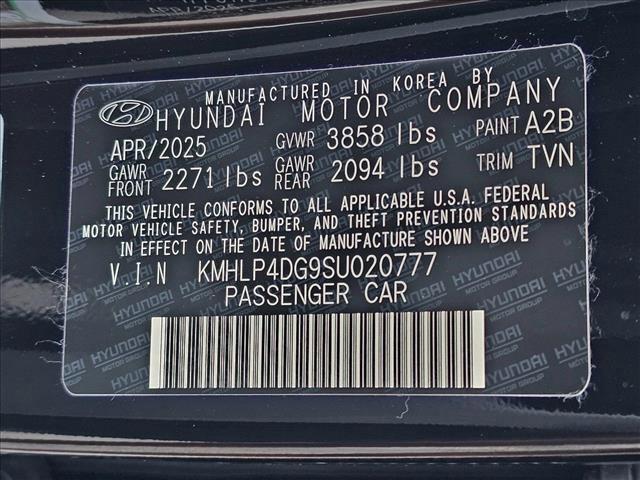 MANUFACTURED IN KOREA BY
HYUNDAI MOTOR COMPANY
APR/2025 GVWR 3858 lbs PAINT A2B
GAWR FRONT 2271 lbs GAWR REAR 2094 lbs TRIM TVN
THIS VEHICLE CONFORMS TO ALL APPLICABLE U.S.A. FEDERAL
MOTOR VEHICLE SAFETY, BUMPER, AND THEFT PREVENTION STANDARDS
IN EFFECT ON THE DATE OF MANUFACTURE SHOWN ABOVE
V.I.N KMHLP4DG9SU020777
PASSENGER CAR